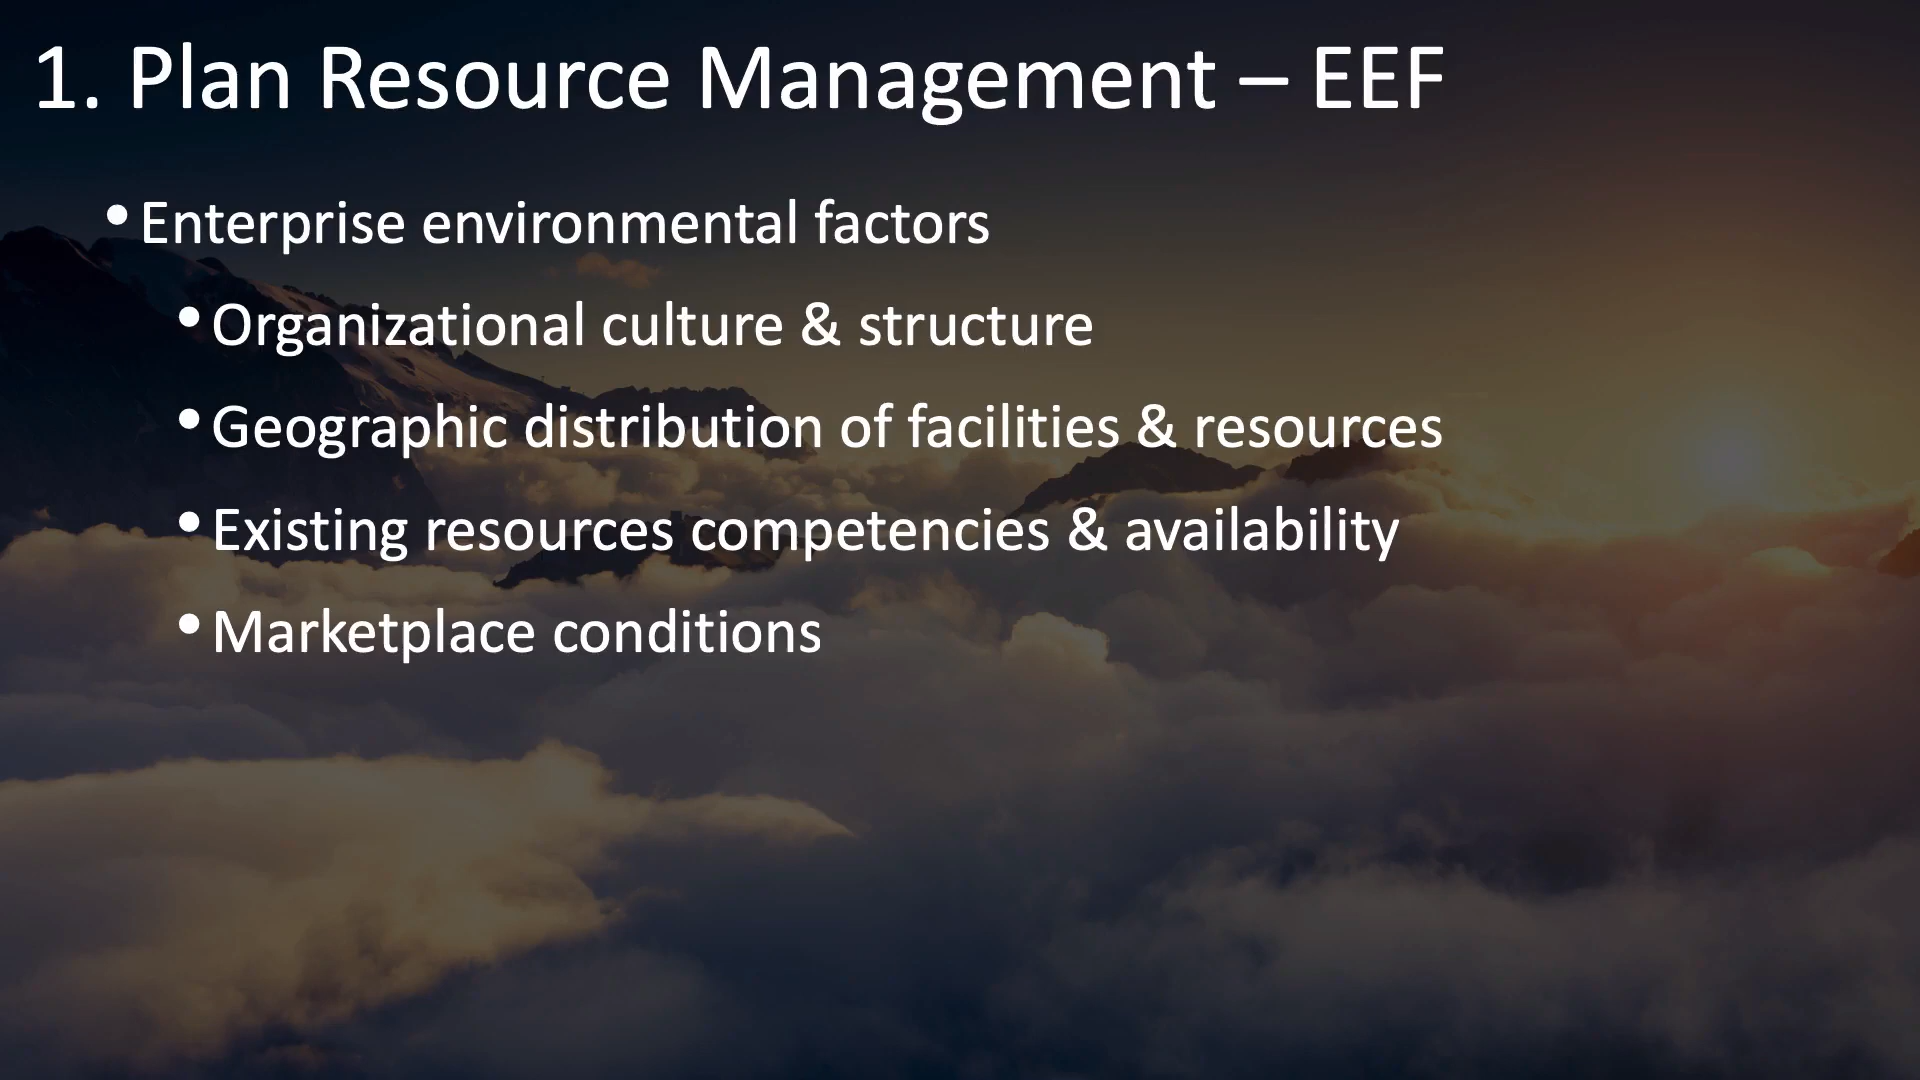 1. Plan Resource Management – EEF
• Enterprise environmental factors
• Organizational culture & structure
• Geographic distribution of facilities & resources
• Existing resources competencies & availability
• Marketplace conditions